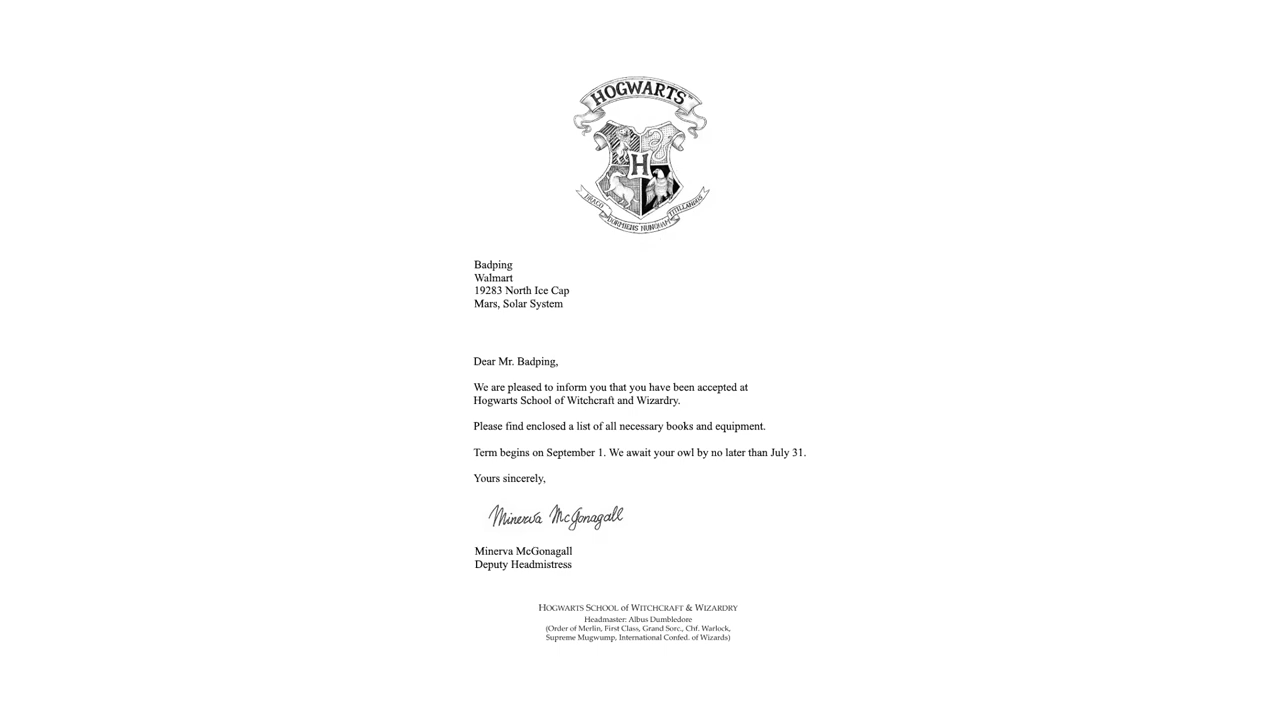 HOGWARTS™
H
DRACO DORMIENS NUNQUAM TITILLANDUS
Badping
Walmart
19283 North Ice Cap
Mars, Solar System
Dear Mr. Badping,
We are pleased to inform you that you have been accepted at
Hogwarts School of Witchcraft and Wizardry.
Please find enclosed a list of all necessary books and equipment.
Term begins on September 1. We await your owl by no later than July 31.
Yours sincerely,
Minerva McGonagall
Minerva McGonagall
Deputy Headmistress
HOGWARTS SCHOOL of WITCHCRAFT & WIZARDRY
Headmaster: Albus Dumbledore
(Order of Merlin, First Class, Grand Sorc., Chf. Warlock,
Supreme Mugwump, International Confed. of Wizards)